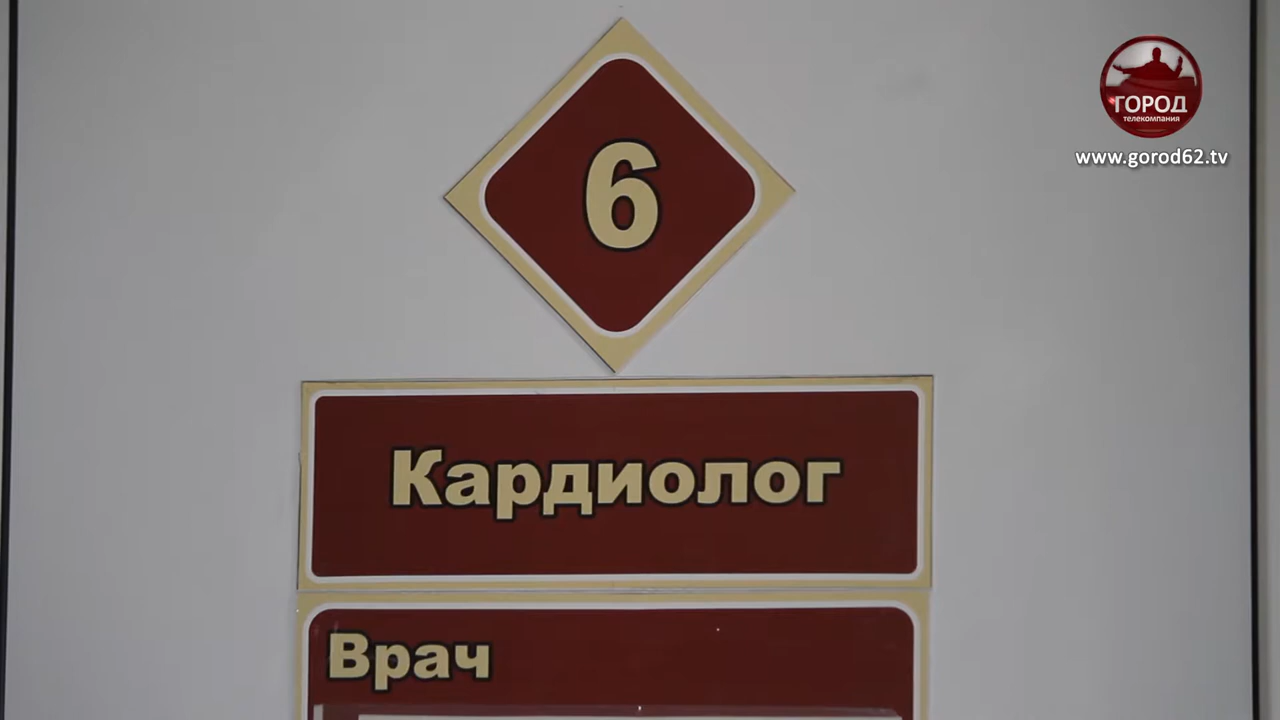 ГОРОД
телекомпания
www.gorod62.tv
6
Кардиолог
Врач